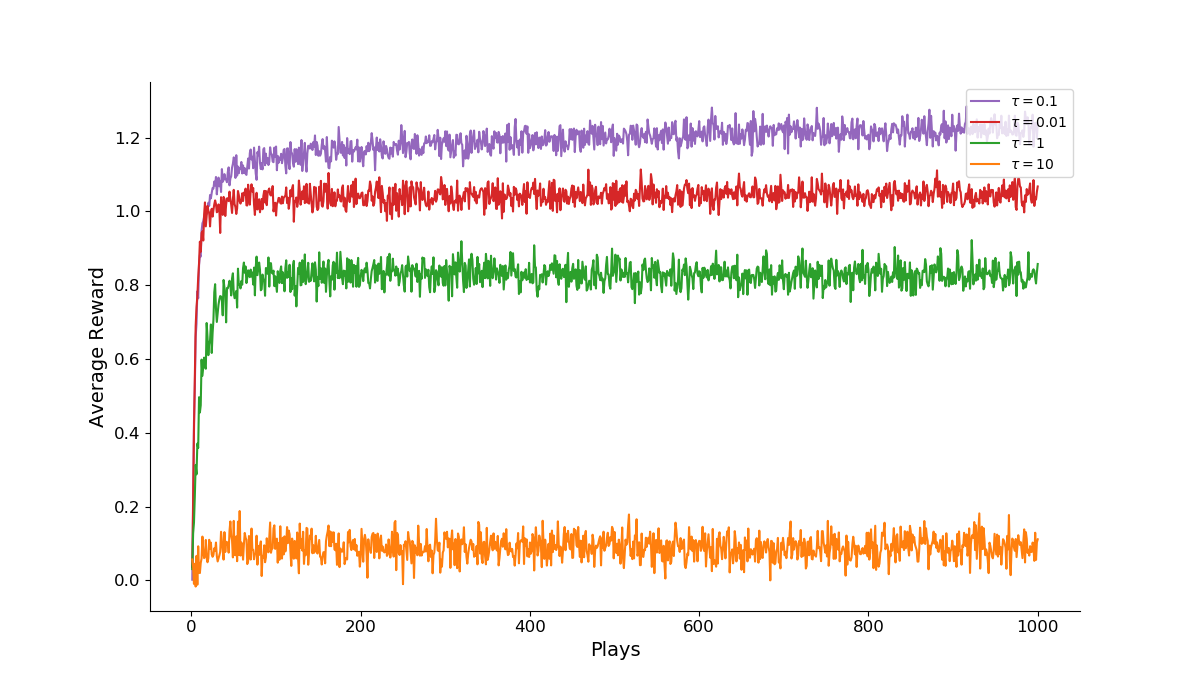 τ = 0.1
τ = 0.01
τ = 1
τ = 10
1.2
1.0
0.8
0.6
0.4
0.2
0.0
Average Reward
0 200 400 600 800 1000
Plays